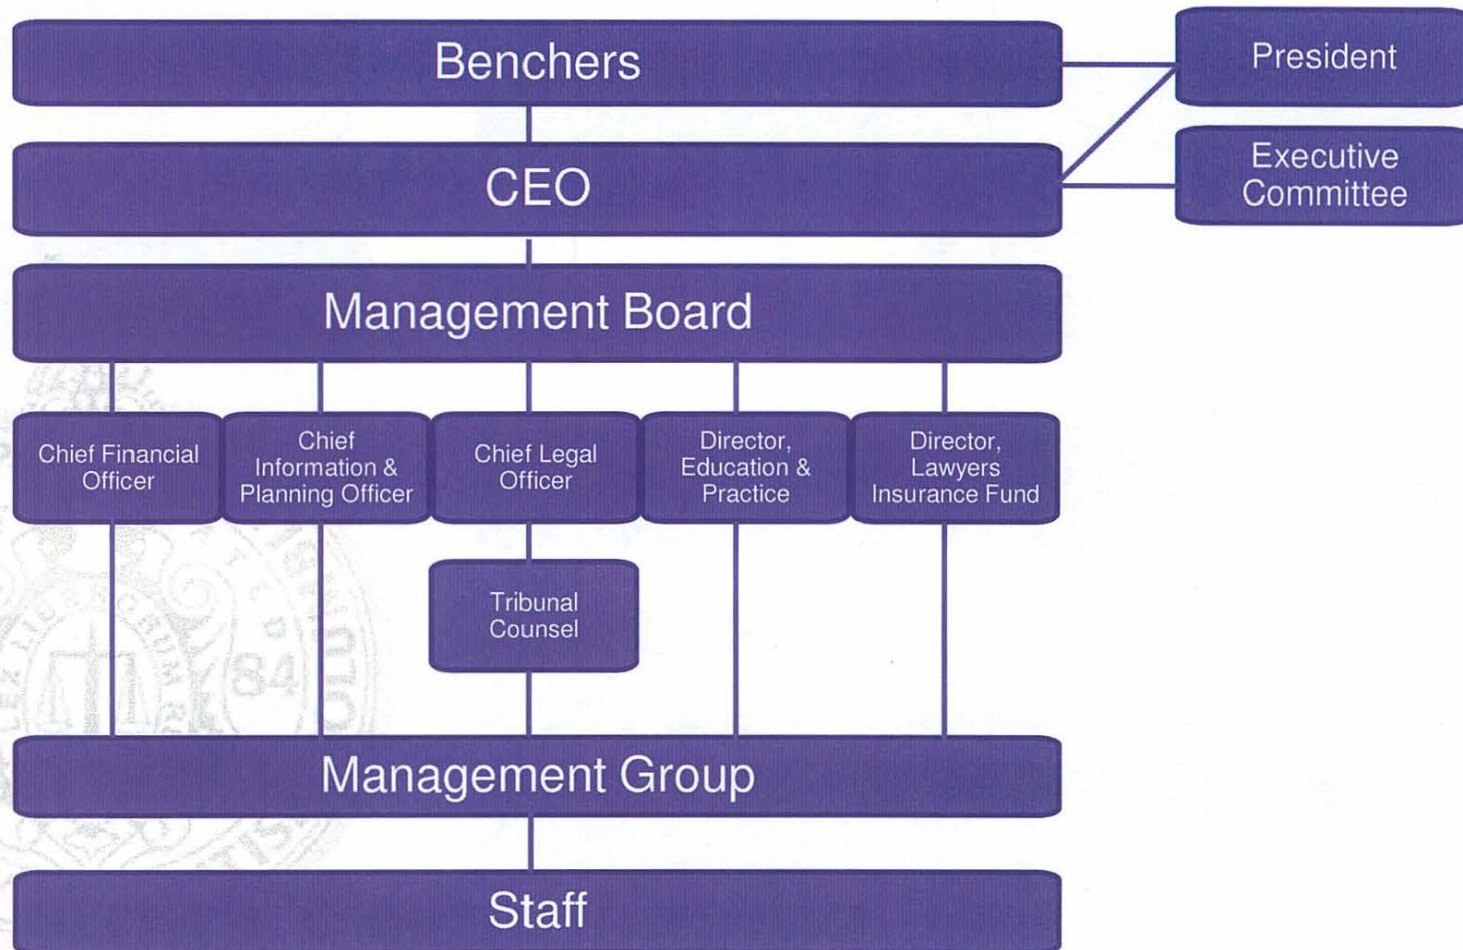 Benchers
President
CEO
Executive
Committee
Management Board
Chief Financial
Officer
Chief
Information &
Planning Officer
Chief Legal
Officer
Director,
Education &
Practice
Director,
Lawyers
Insurance Fund
Tribunal
Counsel
84
Management Group
Staff